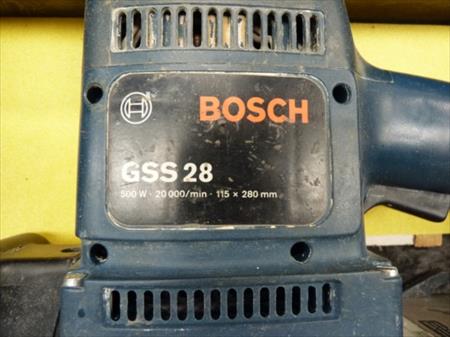 BOSCH
GSS 28
500 W · 20 000/min · 115 × 280 mm